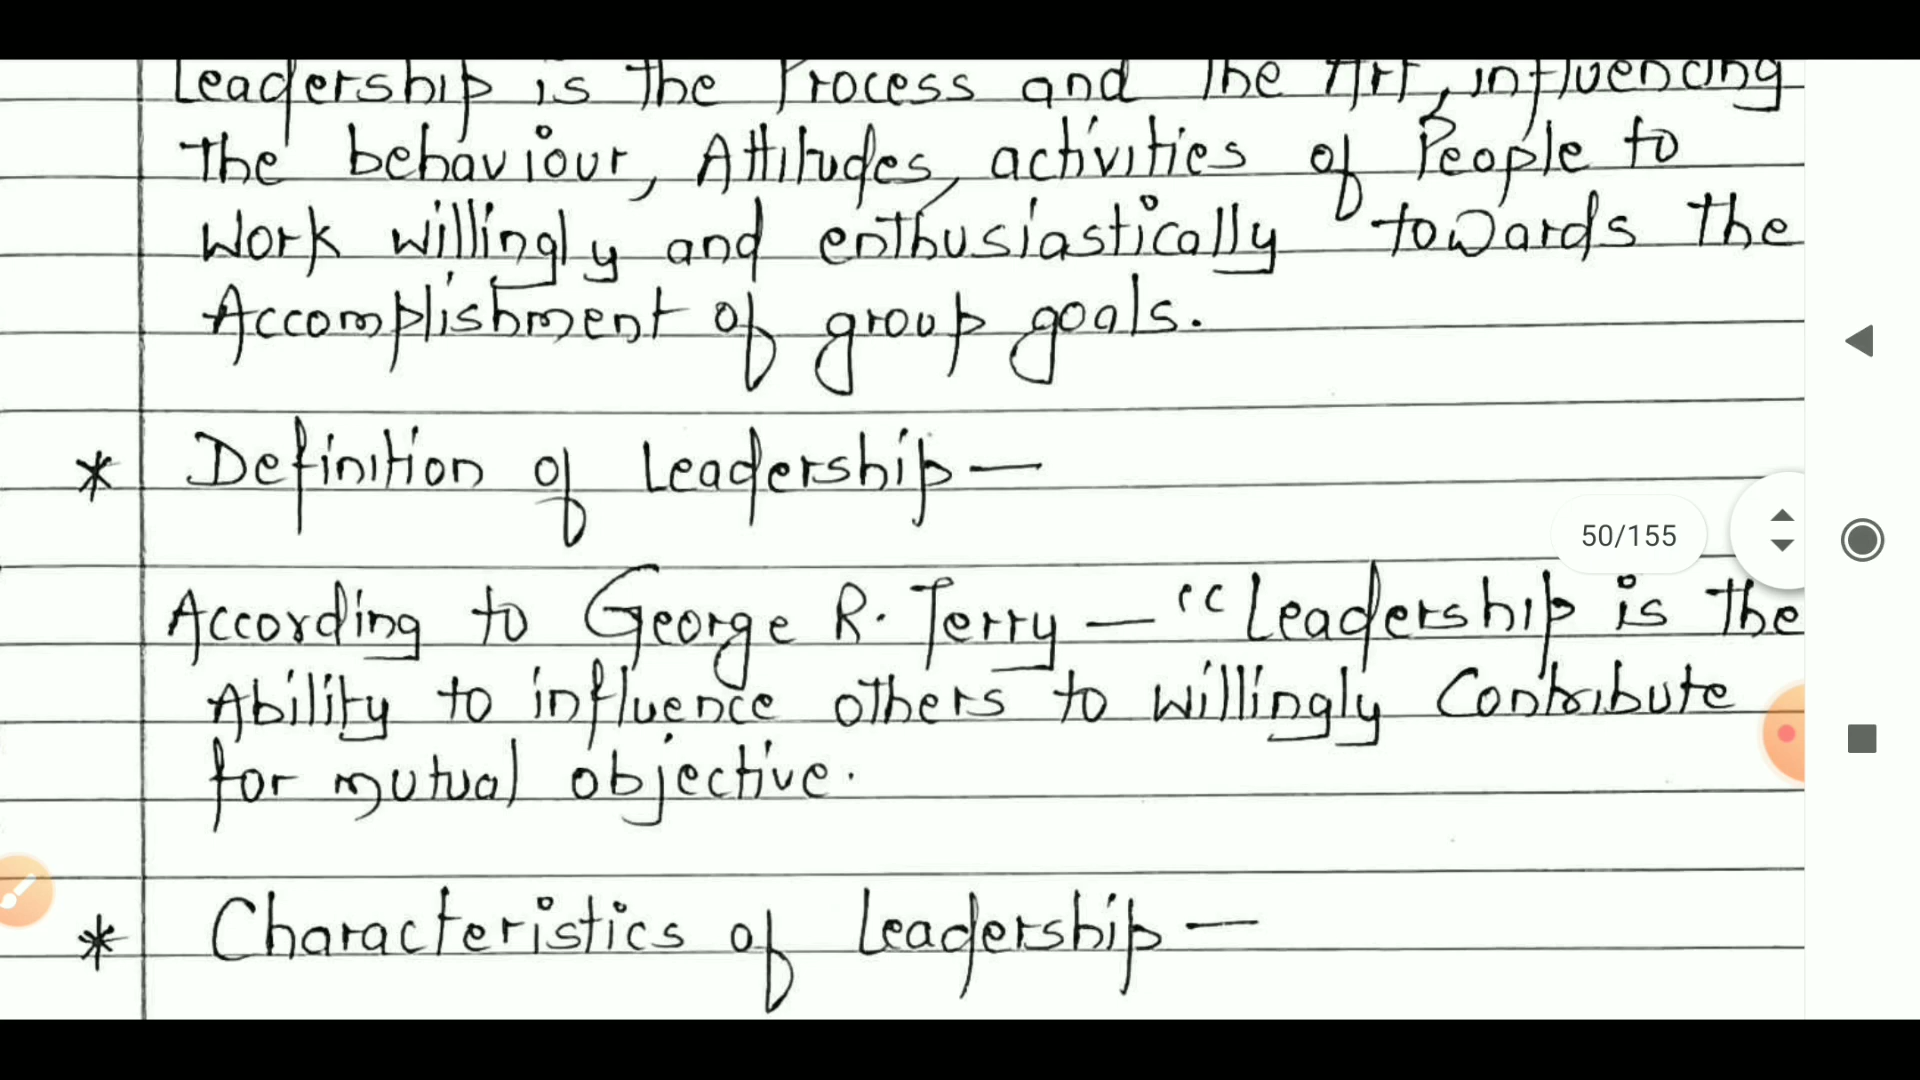 Leadership is The Process and The Art, influencing
The behaviour, Attitudes, activities of People to
Work willingly and enthusiastically towards The
Accomplishment of group goals.
* Definition of Leadership —
50/155
According to George R. Terry — "Leadership is The
Ability to influence others to willingly Contribute
for mutual objective.
* Characteristics of Leadership —